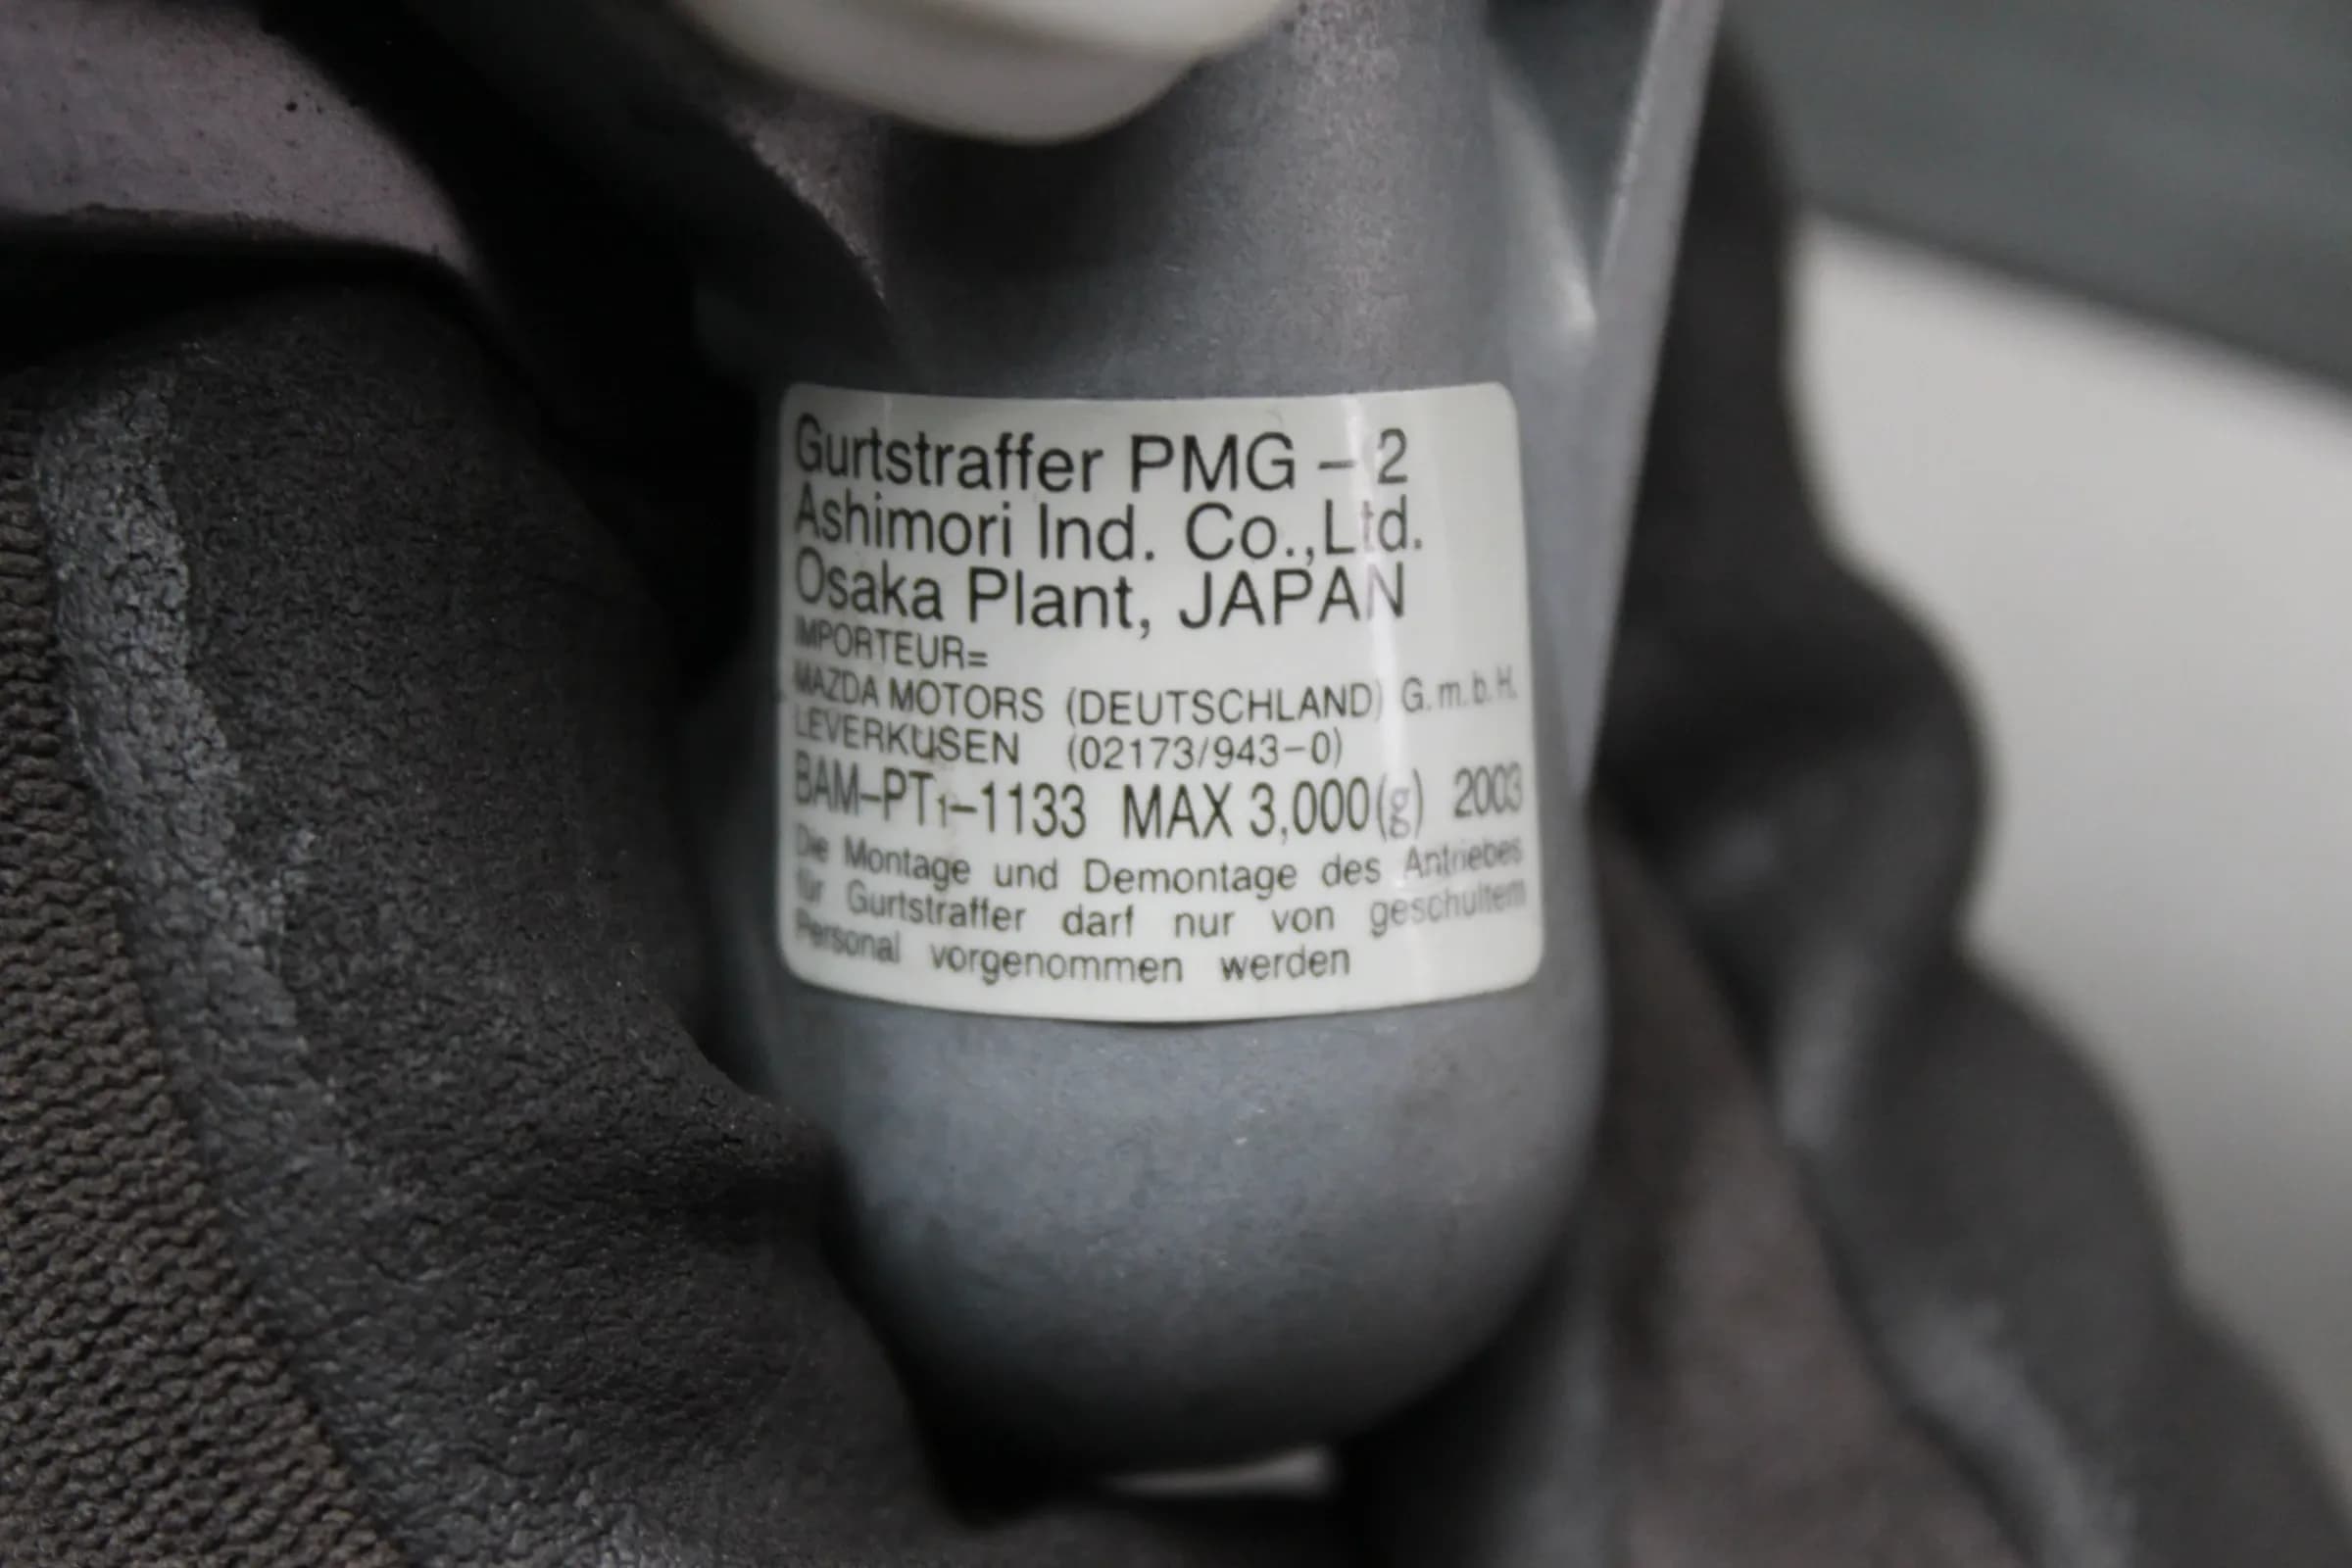 Gurtstraffer PMG – 2
Ashimori Ind. Co.,Ltd.
Osaka Plant, JAPAN
IMPORTEUR=
MAZDA MOTORS (DEUTSCHLAND) G.m.b.H.
LEVERKUSEN (02173/943–0)
BAM–PT₁–1133 MAX 3,000(g) 2003
Die Montage und Demontage des Antriebes
für Gurtstraffer darf nur von geschultem
Personal vorgenommen werden